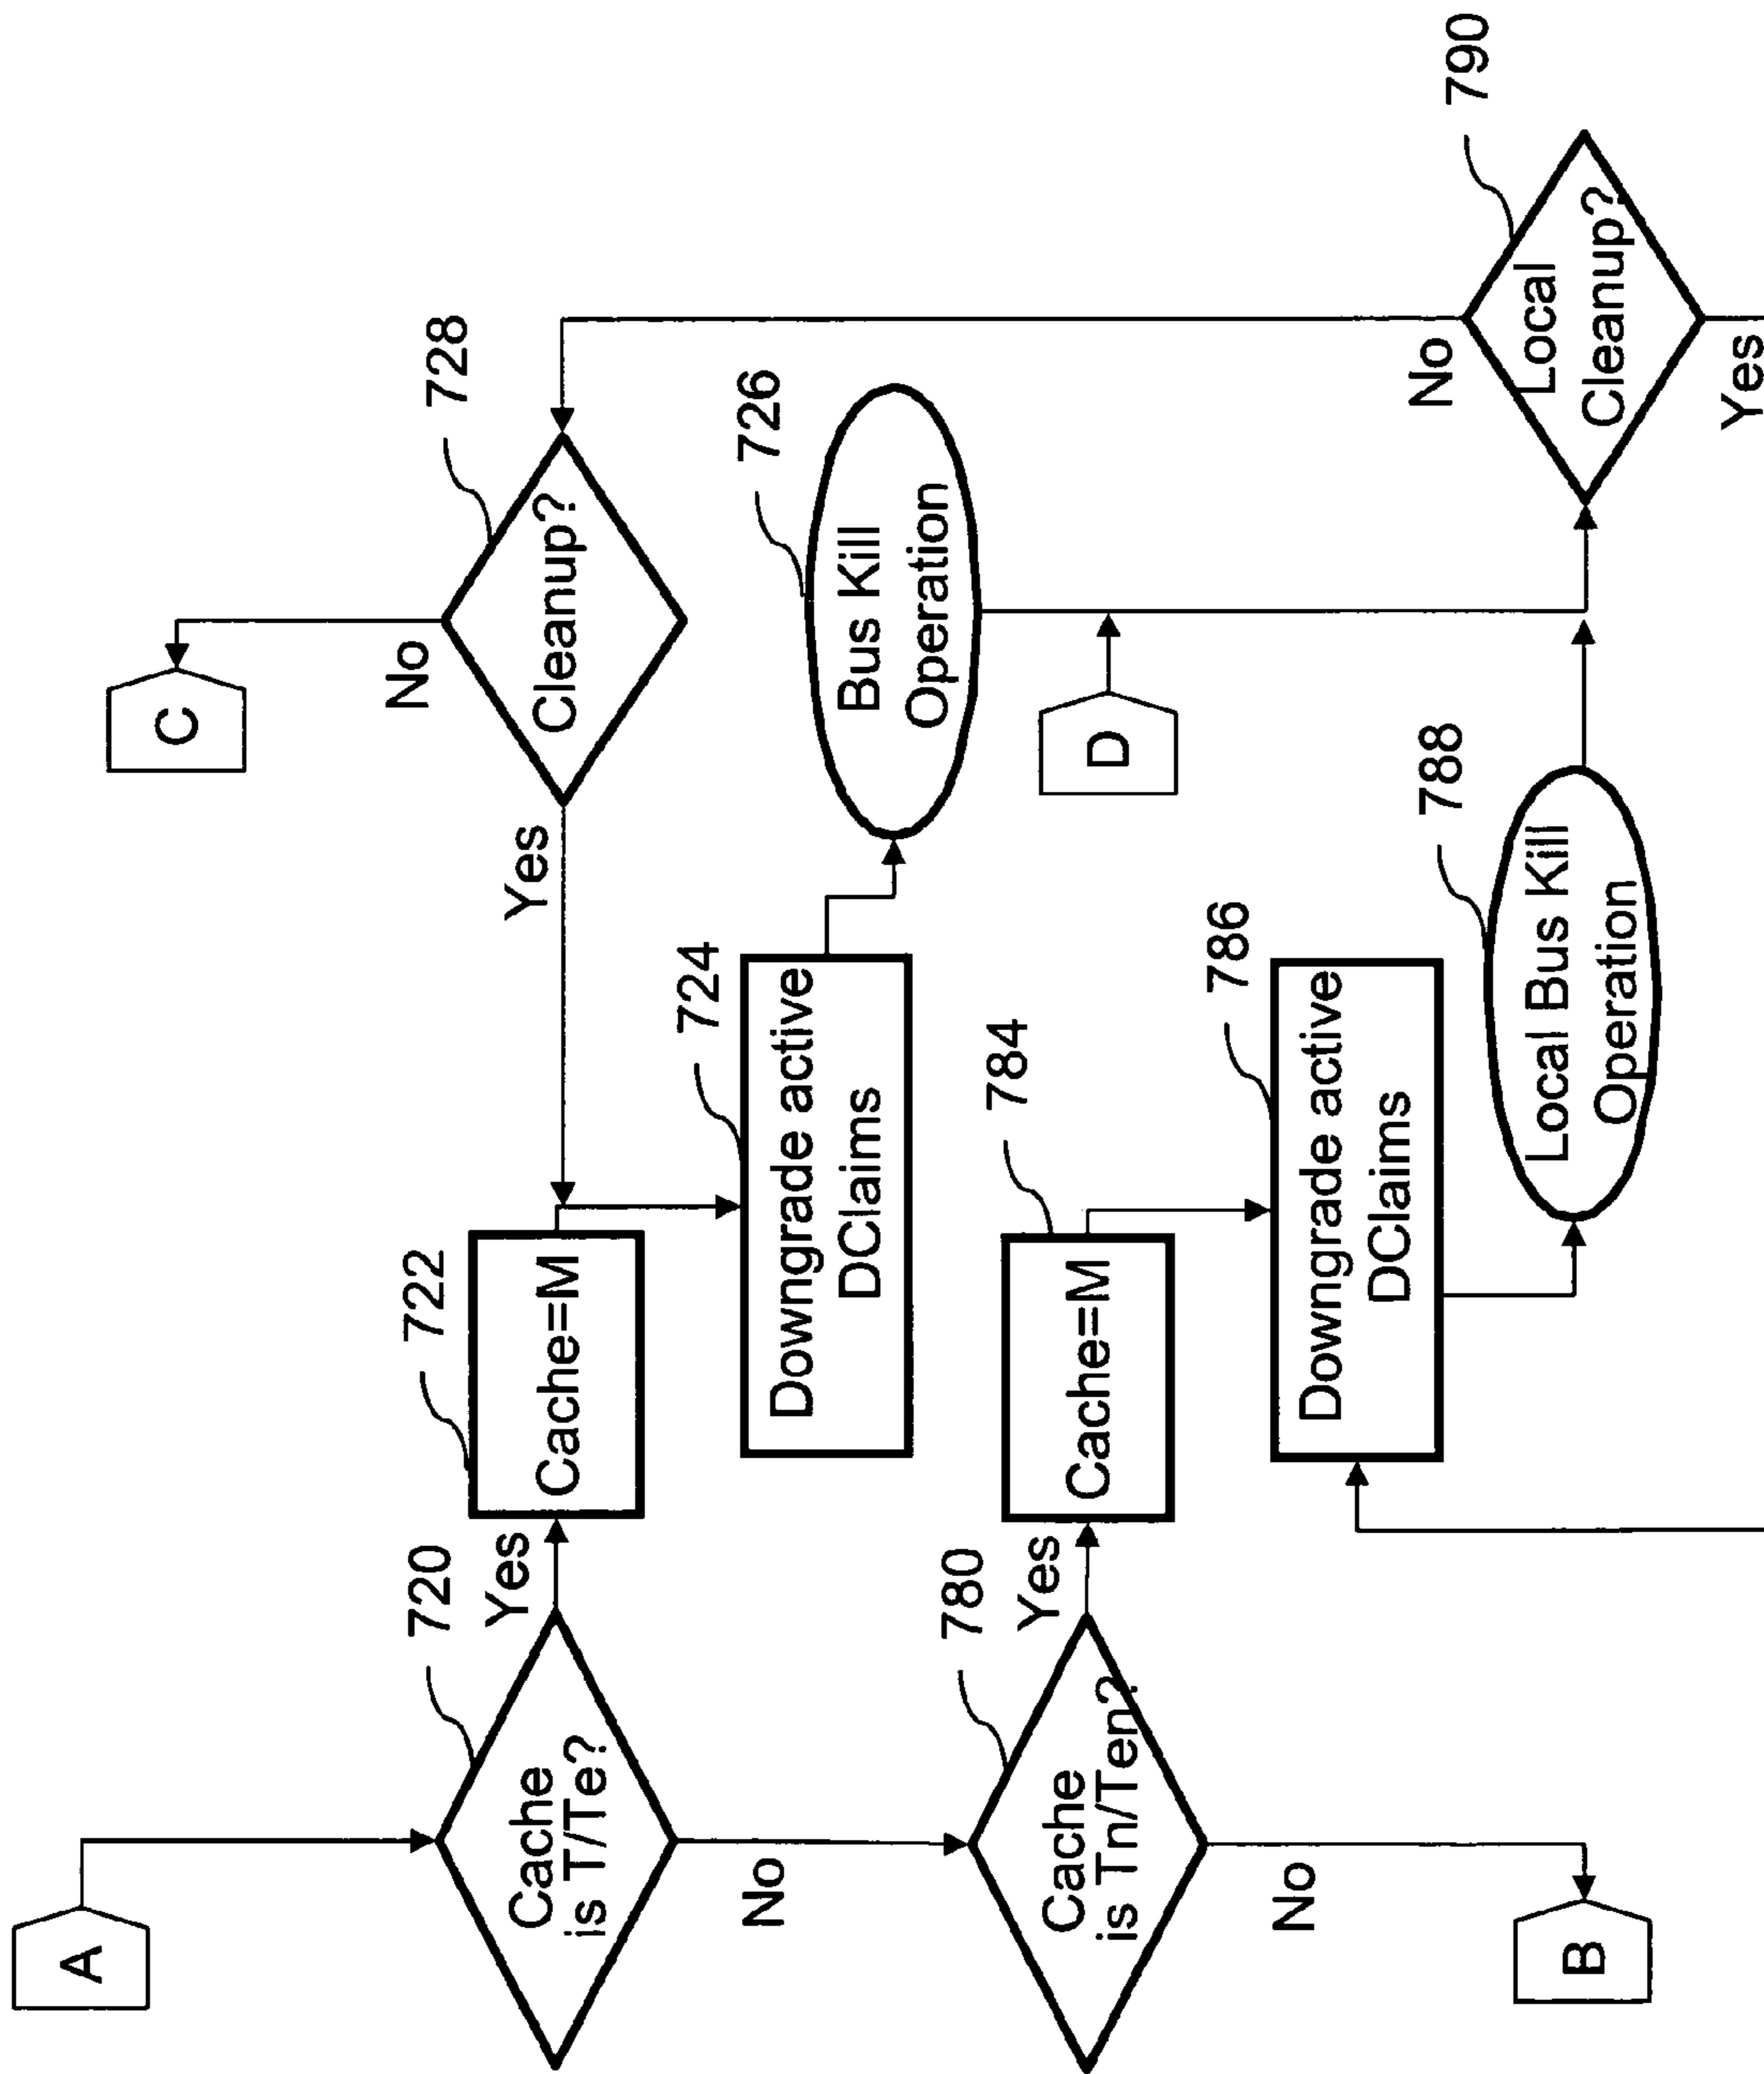 A
720
Cache
is T/Te?
Yes
No
722
Cache=M
724
Downgrade active
DClaims
Yes
728
Cleanup?
No
C
726
Bus Kill
Operation
D
780
Cache
is Tn/Ten?
Yes
No
B
784
Cache=M
786
Downgrade active
DClaims
788
Local Bus Kill
Operation
790
Local
Cleanup?
No
Yes